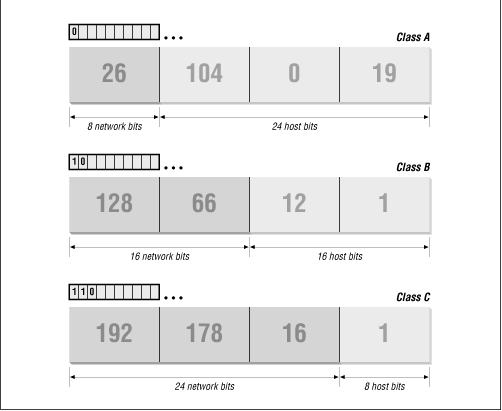 0 ... Class A
26 104 0 19
8 network bits 24 host bits
1 0 ... Class B
128 66 12 1
16 network bits 16 host bits
1 1 0 ... Class C
192 178 16 1
24 network bits 8 host bits